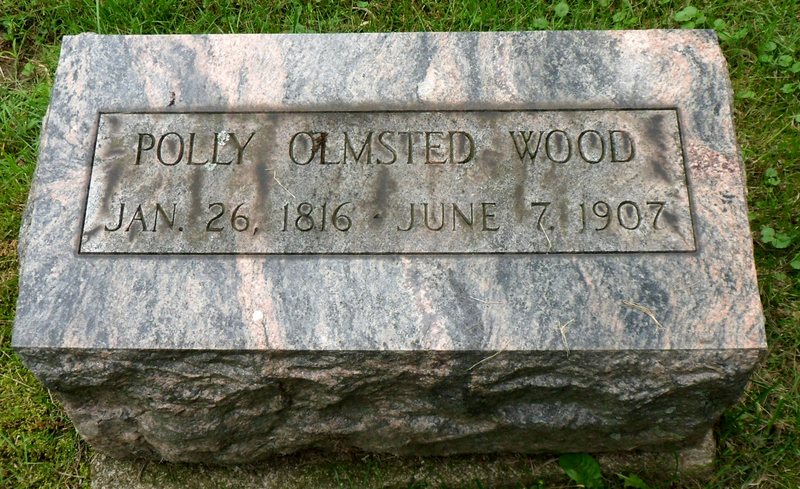 POLLY OLMSTED WOOD
JAN. 26, 1816 · JUNE 7, 1907